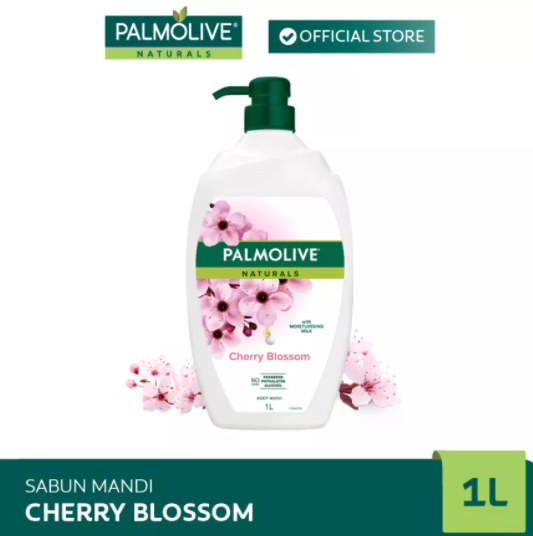 PALMOLIVE
NATURALS
OFFICIAL STORE
PALMOLIVE
NATURALS
WITH
MOISTURISING
MILK
Cherry Blossom
NO
PARABENS
PHTHALATES
ALCOHOL
BODY WASH
1L
SABUN MANDI
CHERRY BLOSSOM
1L